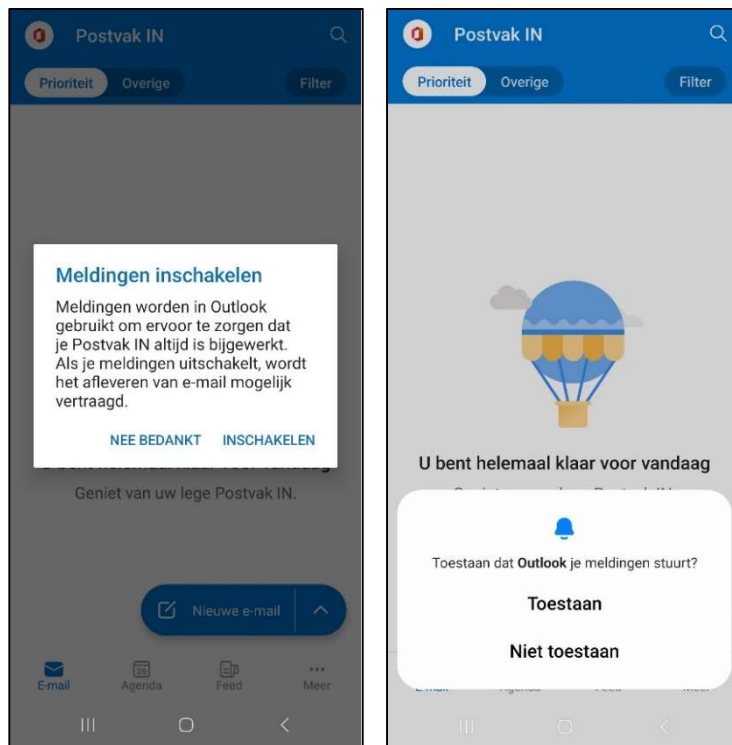 Postvak IN
Prioriteit Overige Filter
Meldingen inschakelen
Meldingen worden in Outlook
gebruikt om ervoor te zorgen dat
je Postvak IN altijd is bijgewerkt.
Als je meldingen uitschakelt, wordt
het afleveren van e-mail mogelijk
vertraagd.
NEE BEDANKT INSCHAKELEN
Geniet van uw lege Postvak IN.
Nieuwe e-mail
26
E-mail Agenda Feed Meer
Postvak IN
Prioriteit Overige Filter
U bent helemaal klaar voor vandaag
Toestaan dat Outlook je meldingen stuurt?
Toestaan
Niet toestaan